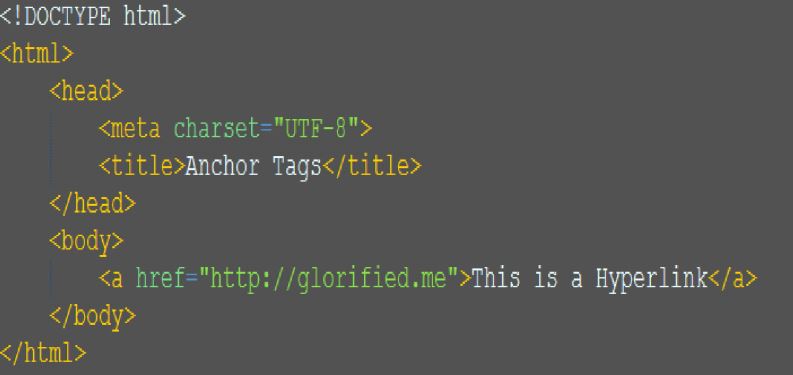 <!DOCTYPE html>
<html>
<head>
<meta charset="UTF-8">
<title>Anchor Tags</title>
</head>
<body>
<a href="http://glorified.me">This is a Hyperlink</a>
</body>
</html>